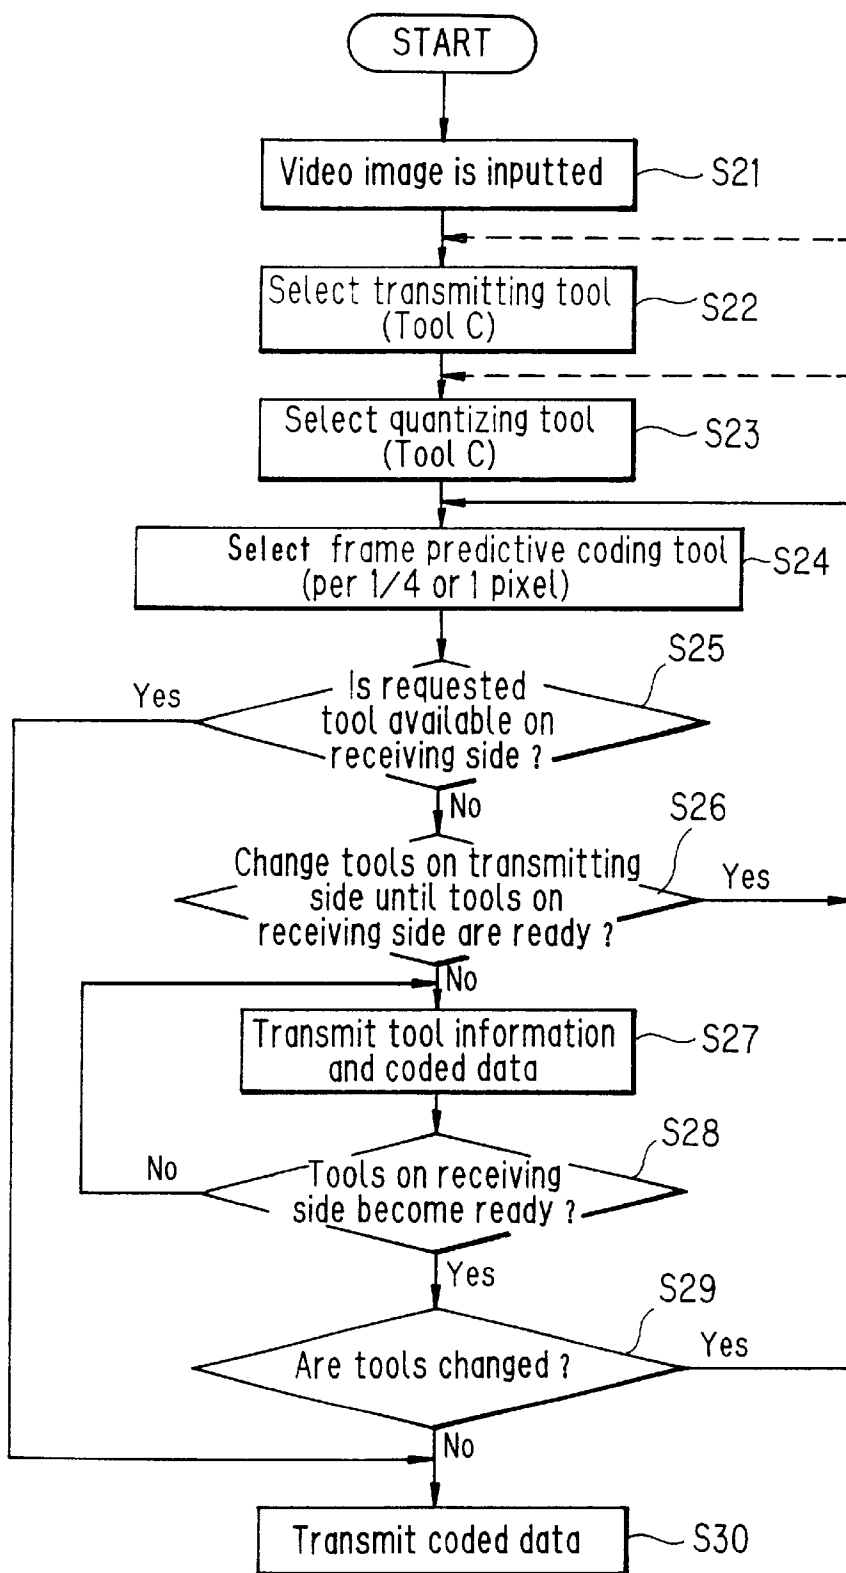 START
Video image is inputted
S21
Select transmitting tool
(Tool C)
S22
Select quantizing tool
(Tool C)
S23
Select frame predictive coding tool
(per 1/4 or 1 pixel)
S24
S25
Yes
Is requested
tool available on
receiving side ?
No
S26
Change tools on transmitting
side until tools on
receiving side are ready ?
Yes
No
Transmit tool information
and coded data
S27
S28
No
Tools on receiving
side become ready ?
Yes
S29
Are tools changed ?
Yes
No
Transmit coded data
S30